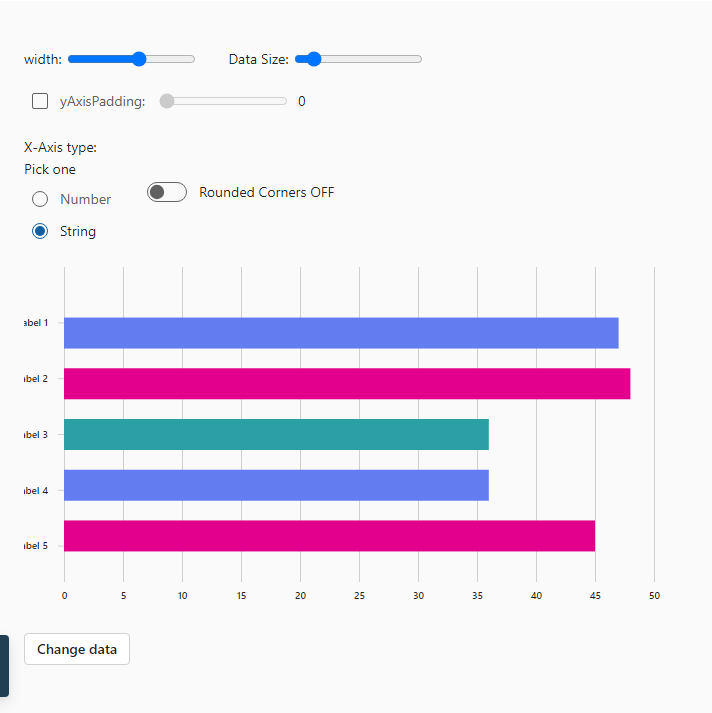 width: Data Size:
yAxisPadding: 0
X-Axis type:
Pick one
Number
Rounded Corners OFF
String
abel 1
abel 2
abel 3
abel 4
abel 5
0 5 10 15 20 25 30 35 40 45 50
Change data